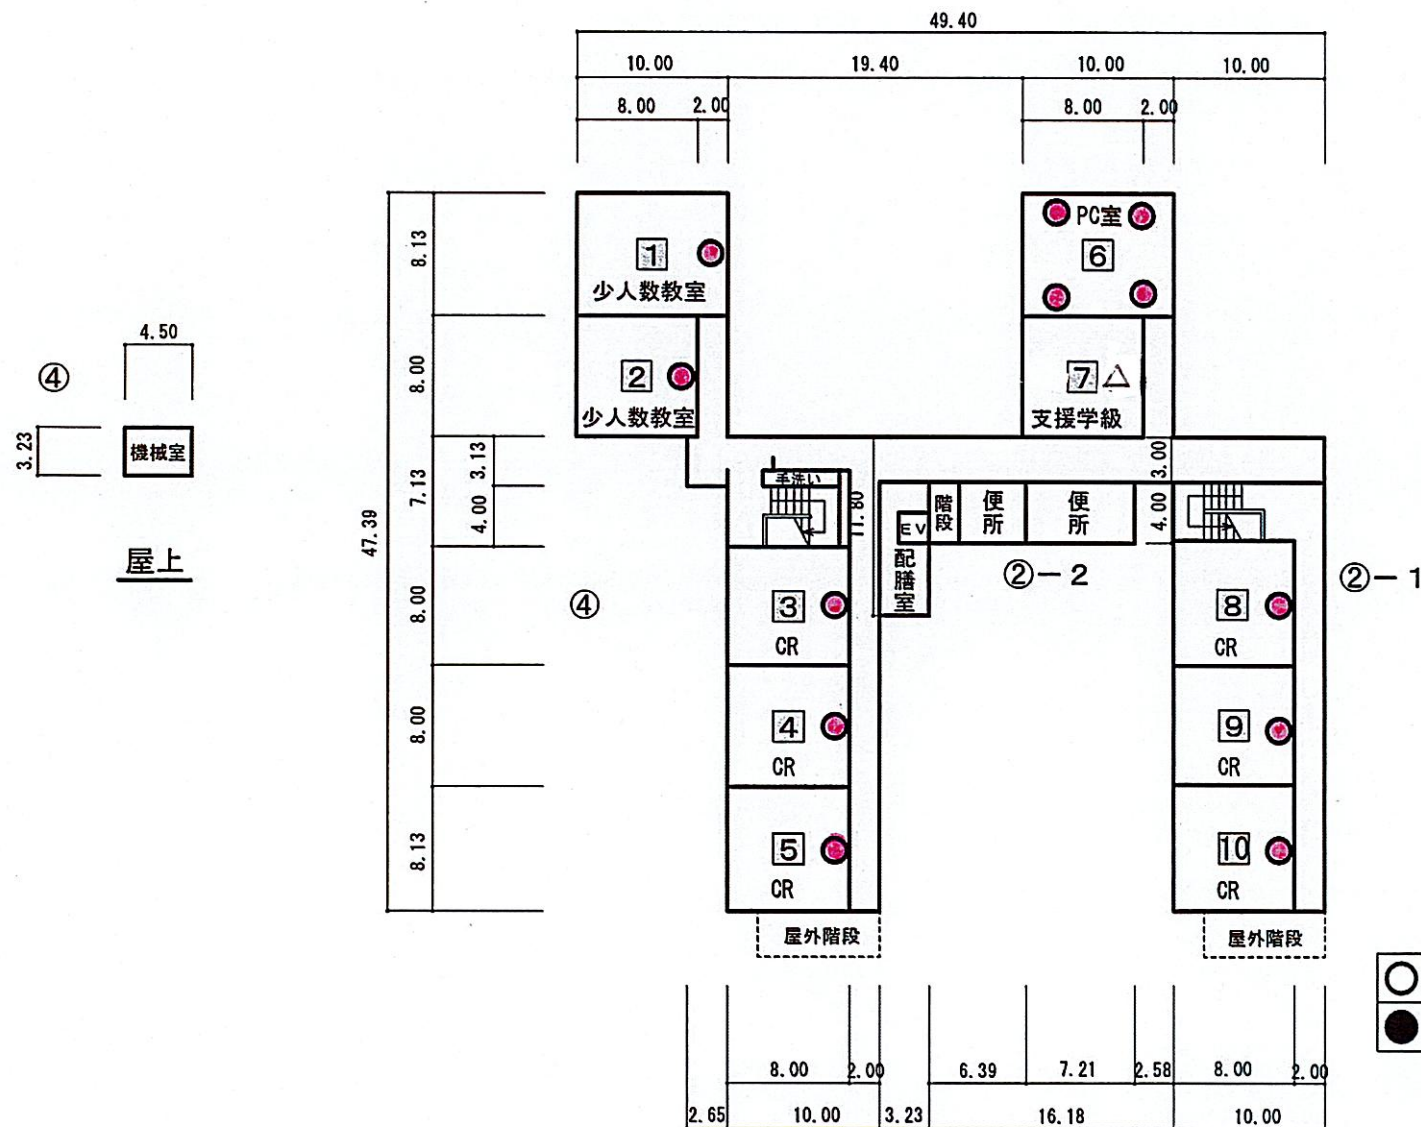 49.40
10.00
19.40
10.00
10.00
8.00
2.00
8.00
2.00
8.13
8.00
7.13
8.00
8.00
8.13
47.39
3.13
4.00
④
4.50
3.23
機械室
屋上
1
少人数教室
2
少人数教室
PC室
6
7 △
支援学級
手洗い
11.80
3.00
4.00
EV
階段
便所
便所
配膳室
②-2
②-1
④
3
CR
4
CR
5
CR
8
CR
9
CR
10
CR
屋外階段
屋外階段
8.00
2.00
6.39
7.21
2.58
8.00
2.00
2.65
10.00
3.23
16.18
10.00